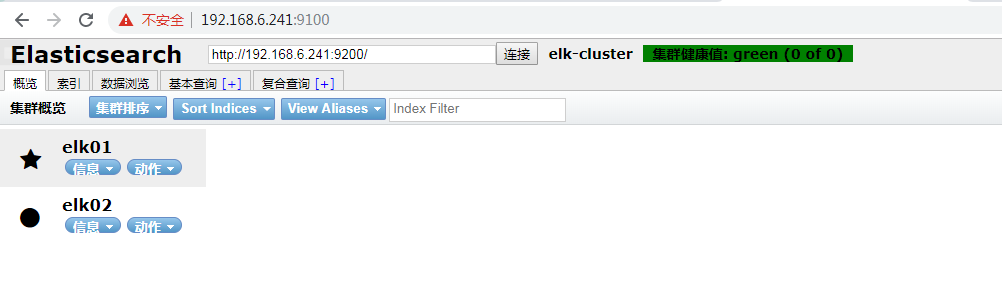 不安全 | 192.168.6.241:9100
Elasticsearch http://192.168.6.241:9200/ 连接 elk-cluster 集群健康值: green (0 of 0)
概览 索引 数据浏览 基本查询 [+] 复合查询 [+]
集群概览 集群排序 Sort Indices View Aliases Index Filter
elk01
信息 动作
elk02
信息 动作